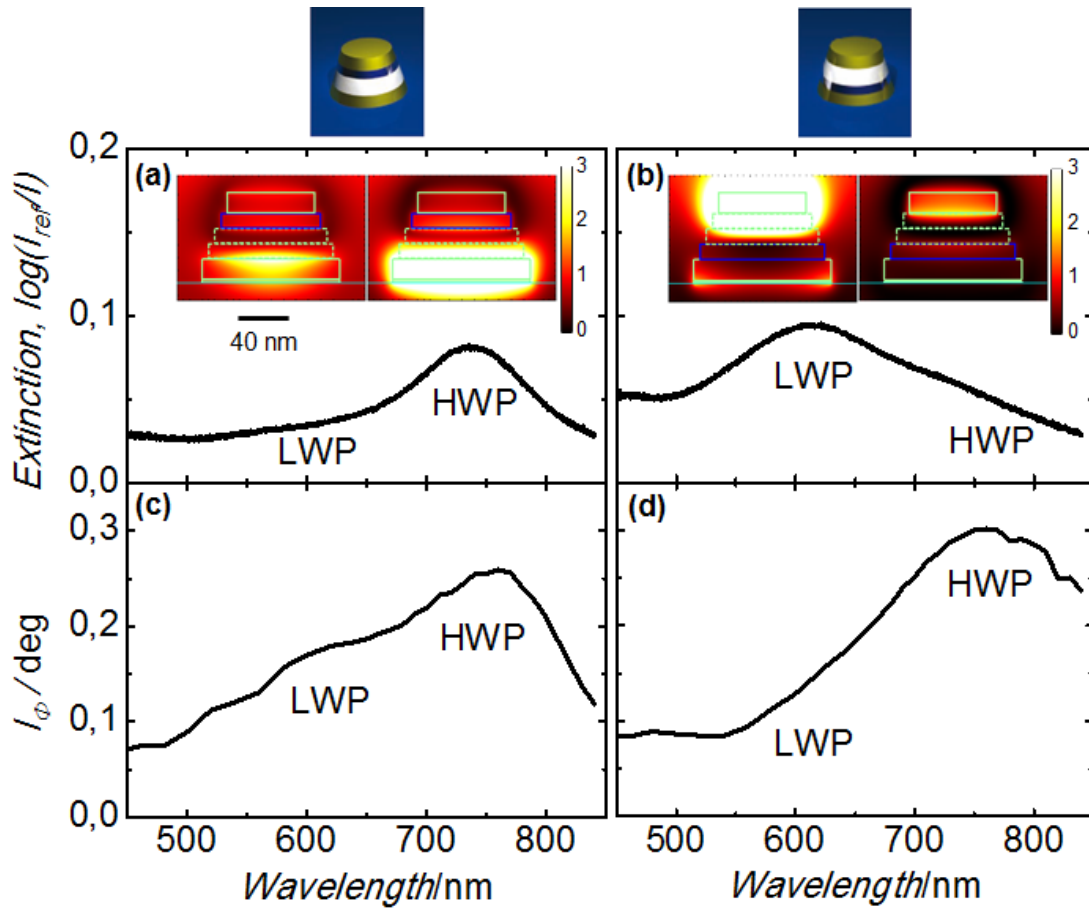 Extinction, log(I_ref/I)
0,2
0,1
0,0
(a)
3
2
1
0
40 nm
LWP
HWP
(b)
3
2
1
0
LWP
HWP
I_Φ / deg
0,3
0,2
0,1
0,0
(c)
LWP
HWP
(d)
LWP
HWP
500 600 700 800
500 600 700 800
Wavelength/nm
Wavelength/nm